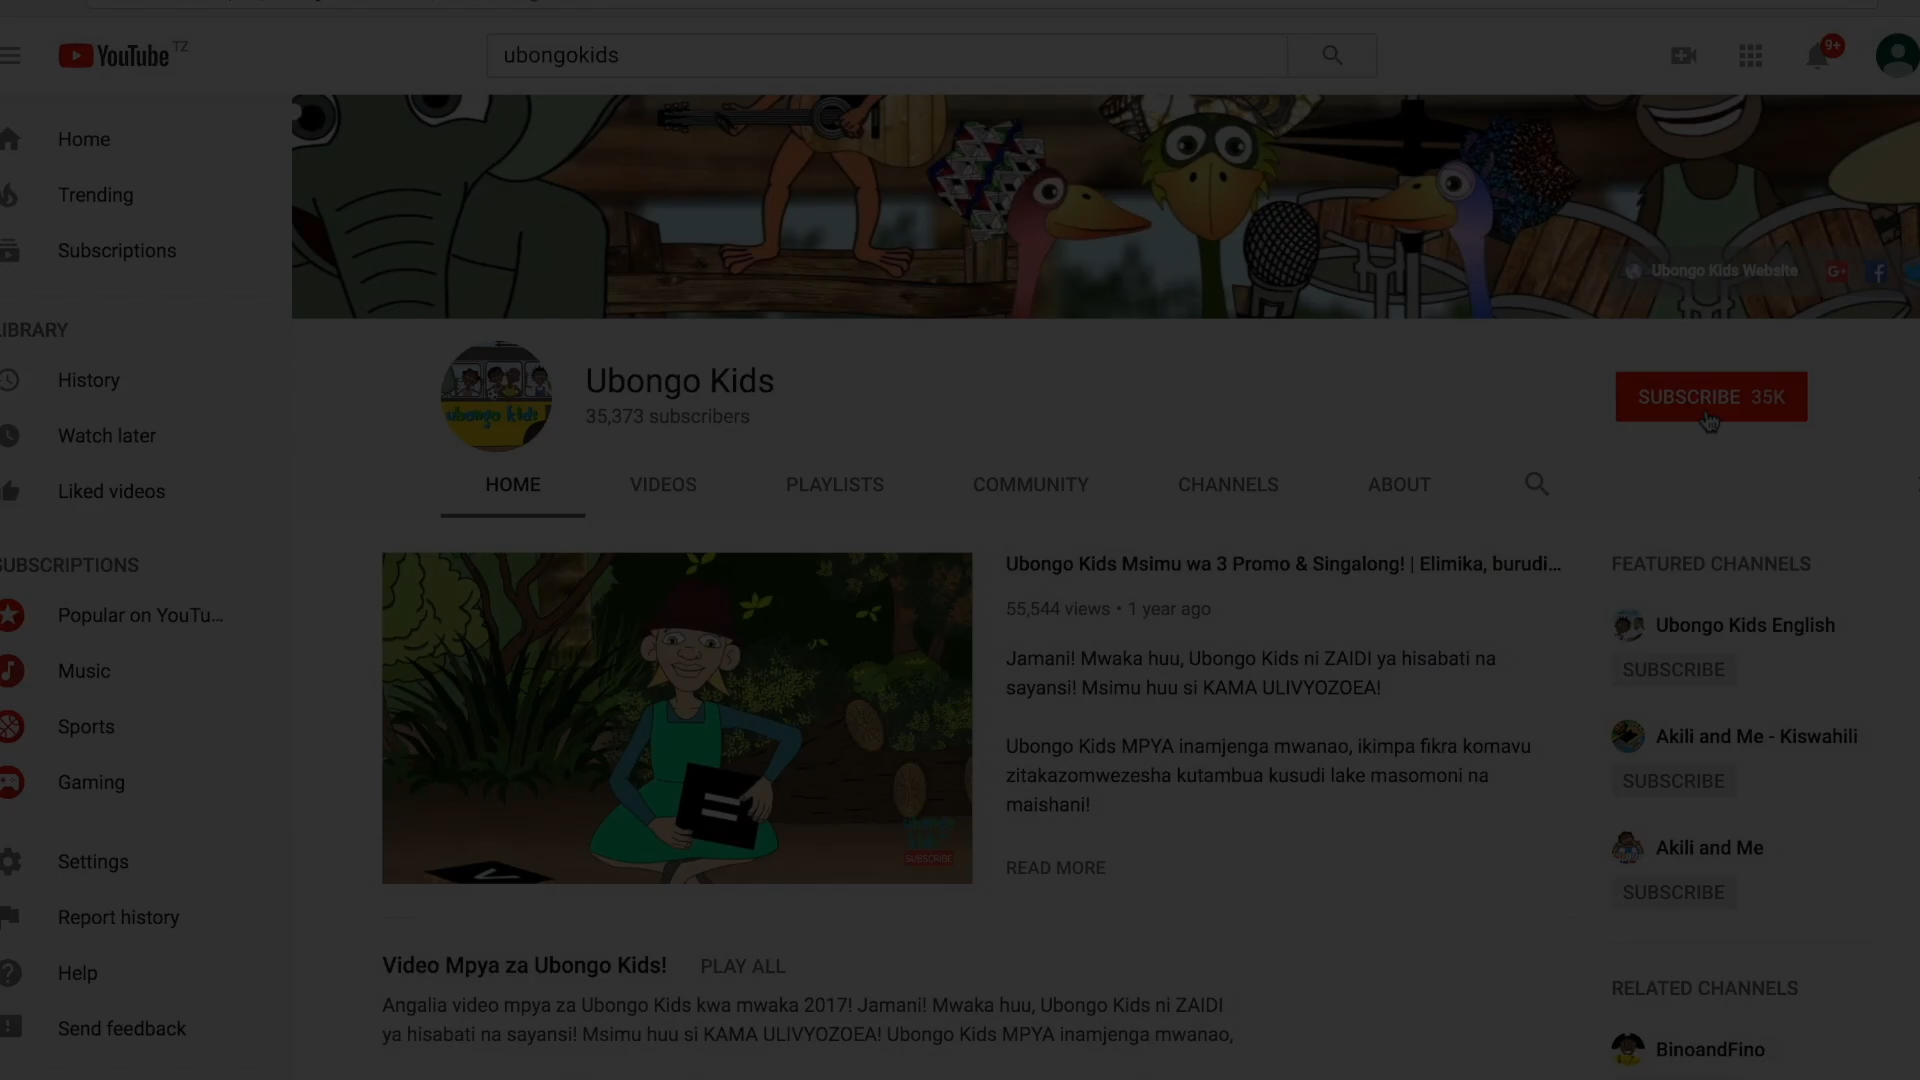 YouTube TZ
ubongokids
9+
Home
Trending
Subscriptions
LIBRARY
History
Watch later
Liked videos
SUBSCRIPTIONS
Popular on YouTu...
Music
Sports
Gaming
Settings
Report history
Help
Send feedback
Ubongo Kids Website
G+
f
ubongo kids
Ubongo Kids
35,373 subscribers
SUBSCRIBE 35K
HOME
VIDEOS
PLAYLISTS
COMMUNITY
CHANNELS
ABOUT
SUBSCRIBE
Ubongo Kids Msimu wa 3 Promo & Singalong! | Elimika, burudi...
55,544 views • 1 year ago
Jamani! Mwaka huu, Ubongo Kids ni ZAIDI ya hisabati na
sayansi! Msimu huu si KAMA ULIVYOZOEA!
Ubongo Kids MPYA inamjenga mwanao, ikimpa fikra komavu
zitakazomwezesha kutambua kusudi lake masomoni na
maishani!
READ MORE
Video Mpya za Ubongo Kids!
PLAY ALL
Angalia video mpya za Ubongo Kids kwa mwaka 2017! Jamani! Mwaka huu, Ubongo Kids ni ZAIDI
ya hisabati na sayansi! Msimu huu si KAMA ULIVYOZOEA! Ubongo Kids MPYA inamjenga mwanao,
FEATURED CHANNELS
Ubongo Kids English
SUBSCRIBE
Akili and Me - Kiswahili
SUBSCRIBE
Akili and Me
SUBSCRIBE
RELATED CHANNELS
BinoandFino